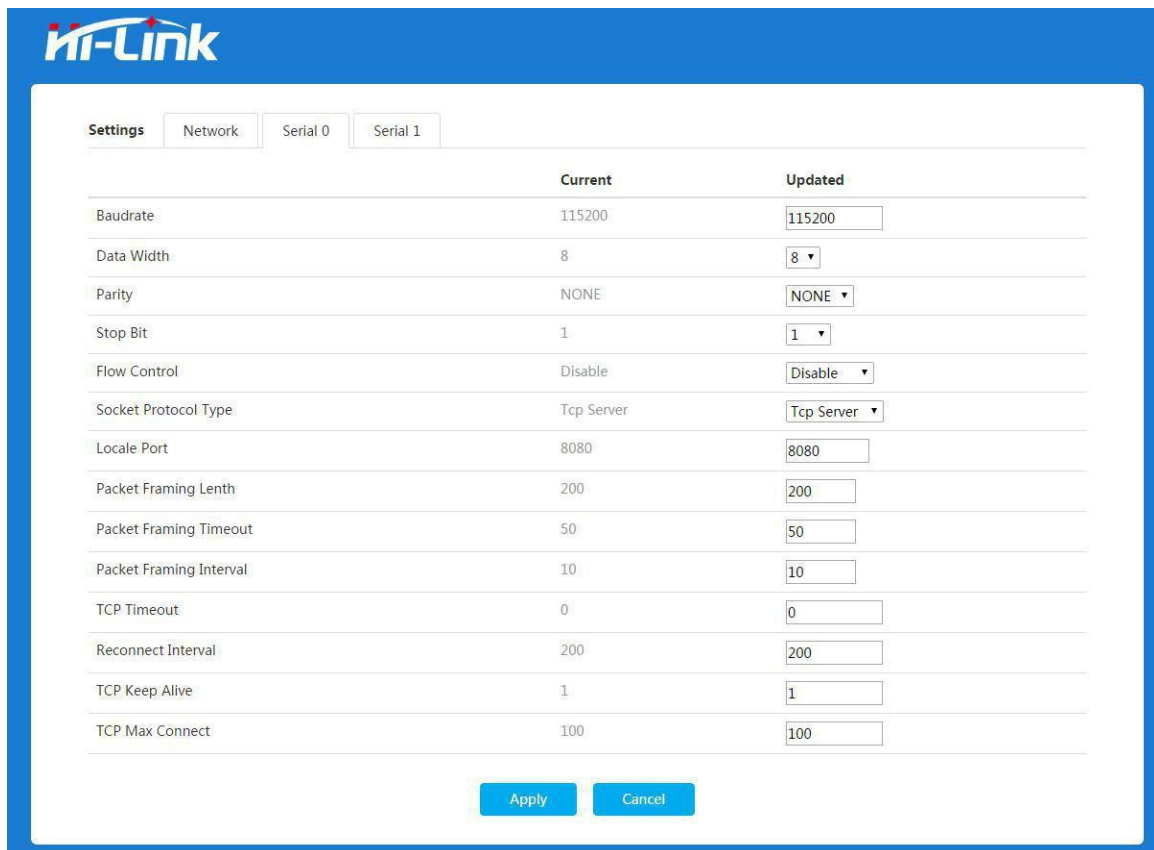 Hi-Link
Settings Network Serial 0 Serial 1
Current Updated
Baudrate 115200 115200
Data Width 8 8
Parity NONE NONE
Stop Bit 1 1
Flow Control Disable Disable
Socket Protocol Type Tcp Server Tcp Server
Locale Port 8080 8080
Packet Framing Lenth 200 200
Packet Framing Timeout 50 50
Packet Framing Interval 10 10
TCP Timeout 0 0
Reconnect Interval 200 200
TCP Keep Alive 1 1
TCP Max Connect 100 100
Apply Cancel